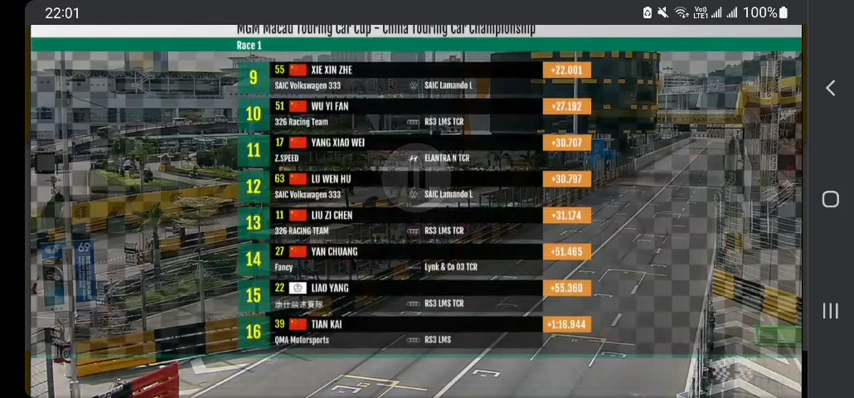 22:01
Vo)) LTE1 100%
MGM Macau Touring Car Cup - China Touring Car Championship
Race 1
9 55 XIE XIN ZHE +22.001
SAIC Volkswagen 333 SAIC Lamando L
10 51 WU YI FAN +27.192
326 Racing Team RS3 LMS TCR
11 17 YANG XIAO WEI +30.707
Z.SPEED ELANTRA N TCR
12 63 LU WEN HU +30.797
SAIC Volkswagen 333 SAIC Lamando L
13 11 LIU ZI CHEN +31.174
326 RACING TEAM RS3 LMS TCR
14 27 YAN CHUANG +51.465
Fancy Lynk & Co 03 TCR
15 22 LIAO YANG +55.360
RS3 LMS TCR
16 39 TIAN KAI +1:16.944
QMA Motorsports RS3 LMS